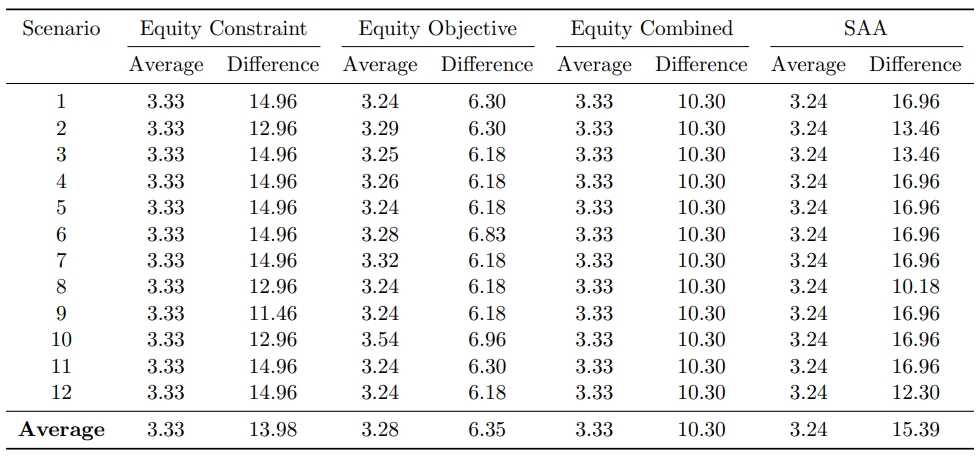 Scenario Equity Constraint Equity Objective Equity Combined SAA
Average Difference Average Difference Average Difference Average Difference
1 3.33 14.96 3.24 6.30 3.33 10.30 3.24 16.96
2 3.33 12.96 3.29 6.30 3.33 10.30 3.24 13.46
3 3.33 14.96 3.25 6.18 3.33 10.30 3.24 13.46
4 3.33 14.96 3.26 6.18 3.33 10.30 3.24 16.96
5 3.33 14.96 3.24 6.18 3.33 10.30 3.24 16.96
6 3.33 14.96 3.28 6.83 3.33 10.30 3.24 16.96
7 3.33 14.96 3.32 6.18 3.33 10.30 3.24 16.96
8 3.33 12.96 3.24 6.18 3.33 10.30 3.24 10.18
9 3.33 11.46 3.24 6.18 3.33 10.30 3.24 16.96
10 3.33 12.96 3.54 6.96 3.33 10.30 3.24 16.96
11 3.33 14.96 3.24 6.30 3.33 10.30 3.24 16.96
12 3.33 14.96 3.24 6.18 3.33 10.30 3.24 12.30
Average 3.33 13.98 3.28 6.35 3.33 10.30 3.24 15.39